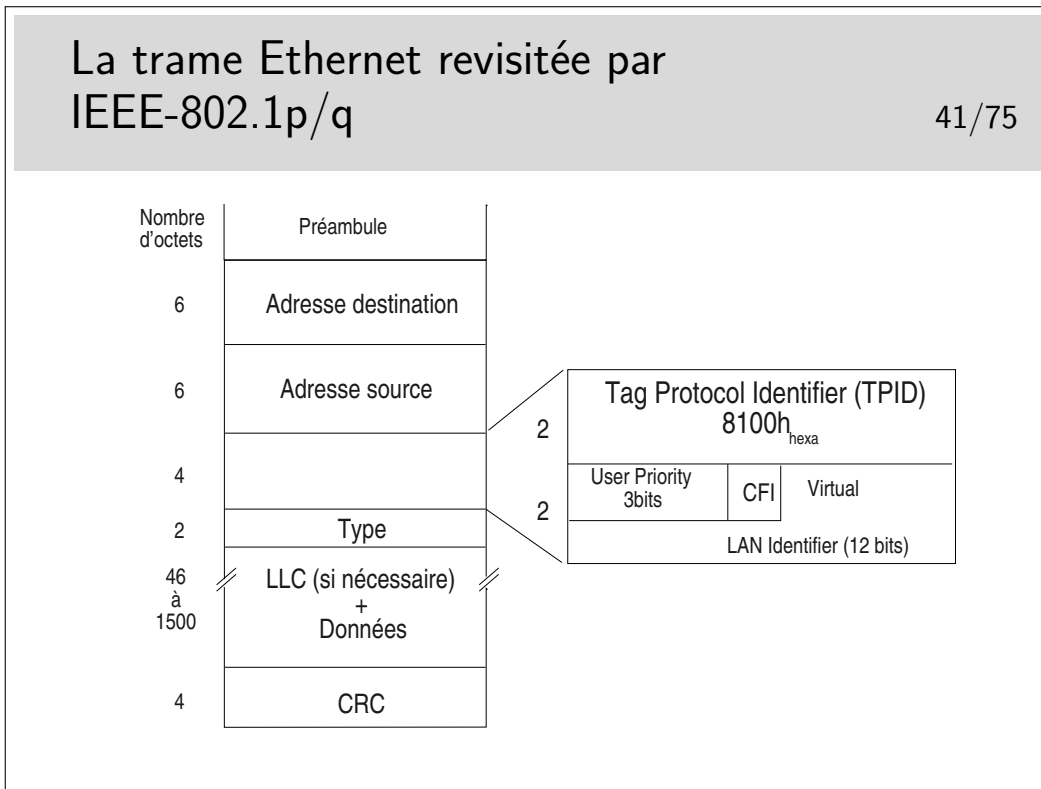 La trame Ethernet revisitée par
IEEE-802.1p/q
41/75
Nombre
d'octets
Préambule
6
Adresse destination
6
Adresse source
4
2
Type
46
à
1500
LLC (si nécessaire)
+
Données
4
CRC
2
Tag Protocol Identifier (TPID)
8100h hexa
2
User Priority
3bits
CFI
Virtual
LAN Identifier (12 bits)